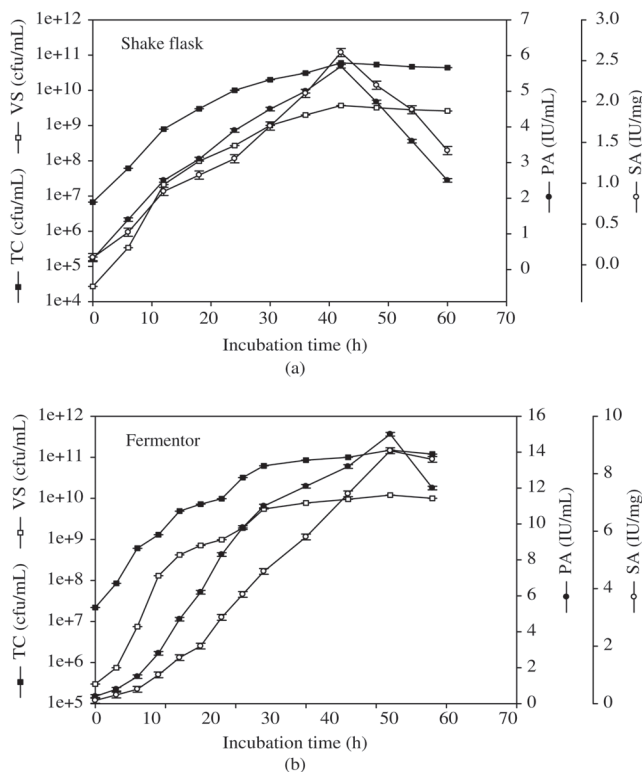 VS (cfu/mL)
TC (cfu/mL)
1e+12
1e+11
1e+10
1e+9
1e+8
1e+7
1e+6
1e+5
1e+4
Shake flask
7
6
5
4
3
2
1
0
PA (IU/mL)
3.0
2.5
2.0
1.5
1.0
0.5
0.0
SA (IU/mg)
0 10 20 30 40 50 60 70
Incubation time (h)
(a)
VS (cfu/mL)
TC (cfu/mL)
1e+12
1e+11
1e+10
1e+9
1e+8
1e+7
1e+6
1e+5
Fermentor
16
14
12
10
8
6
4
2
0
PA (IU/mL)
10
8
6
4
2
0
SA (IU/mg)
0 10 20 30 40 50 60 70
Incubation time (h)
(b)